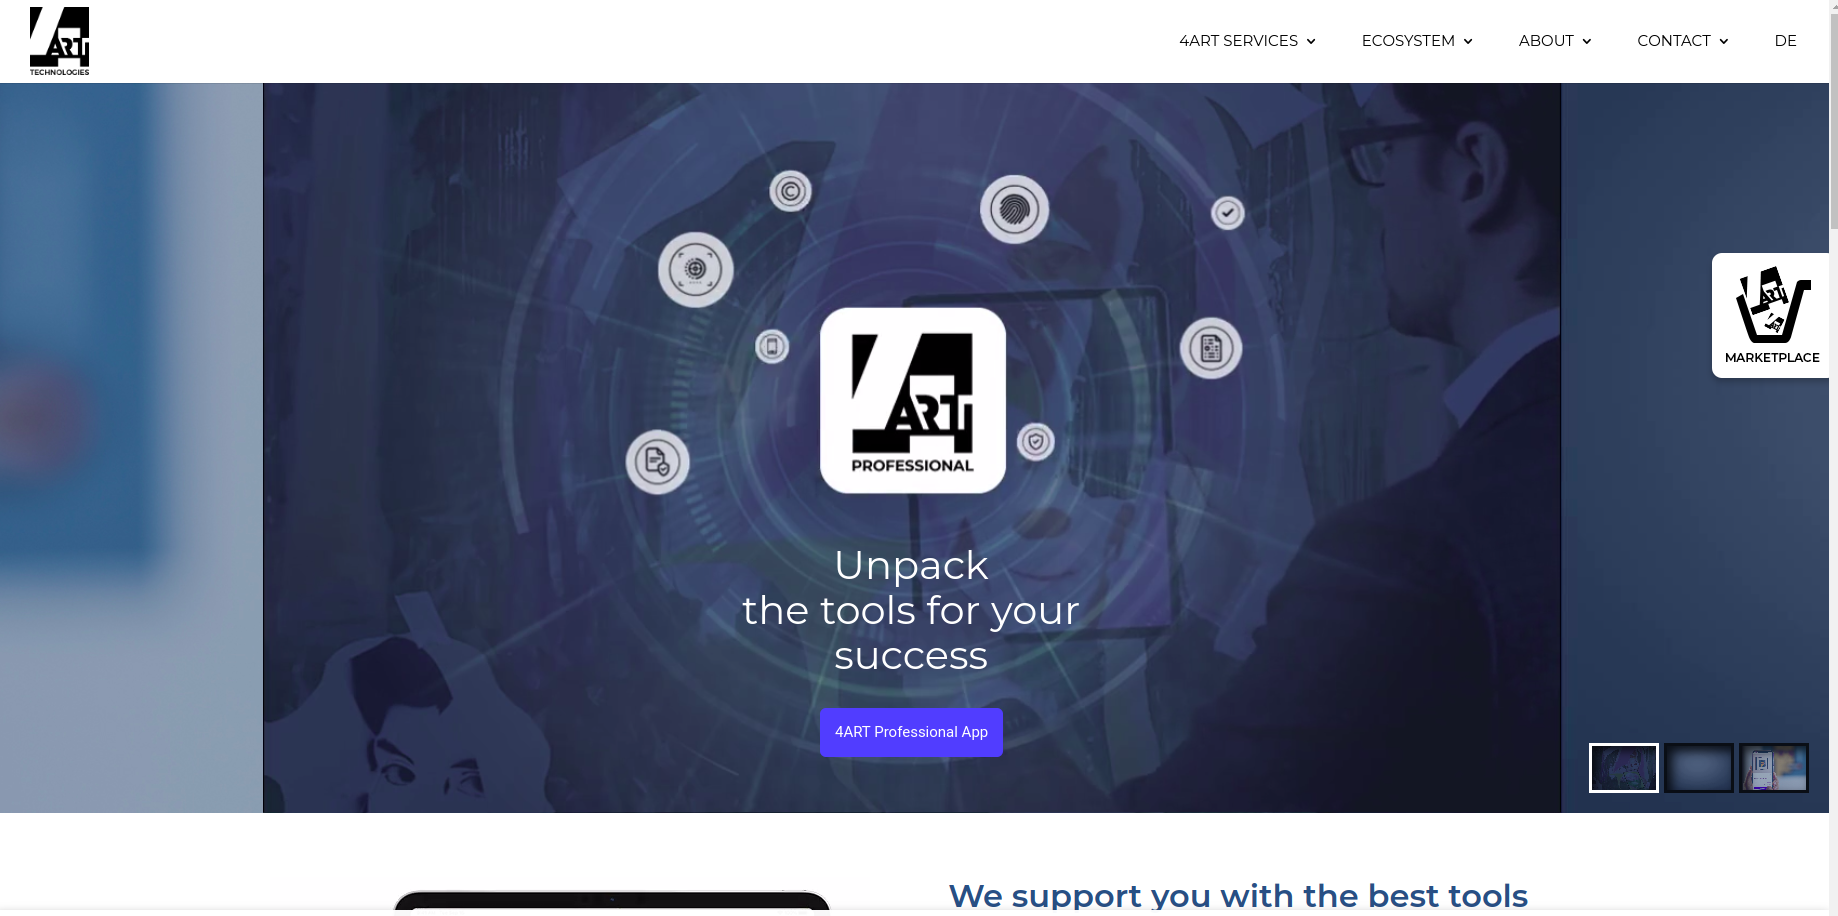 4ART
TECHNOLOGIES
4ART SERVICES
ECOSYSTEM
ABOUT
CONTACT
DE
4ART
MARKETPLACE
4ART
PROFESSIONAL
Unpack
the tools for your
success
4ART Professional App
We support you with the best tools